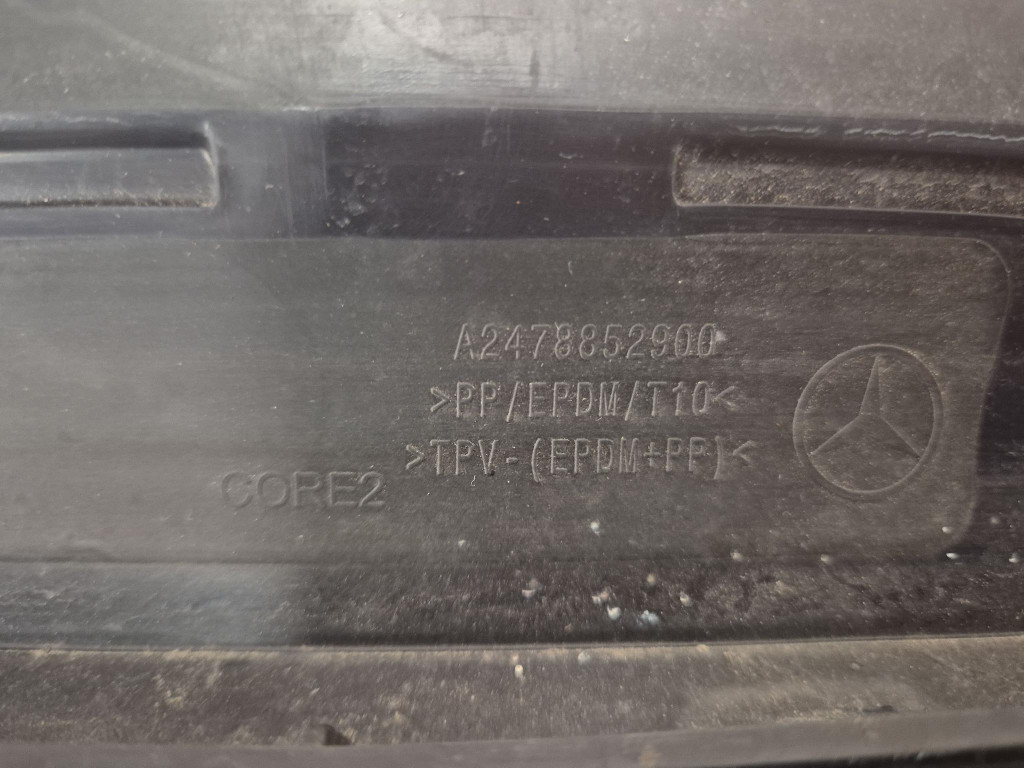 A2478852900
>PP/EPDM/T10<
>TPV-(EPDM+PP)<
CORE2